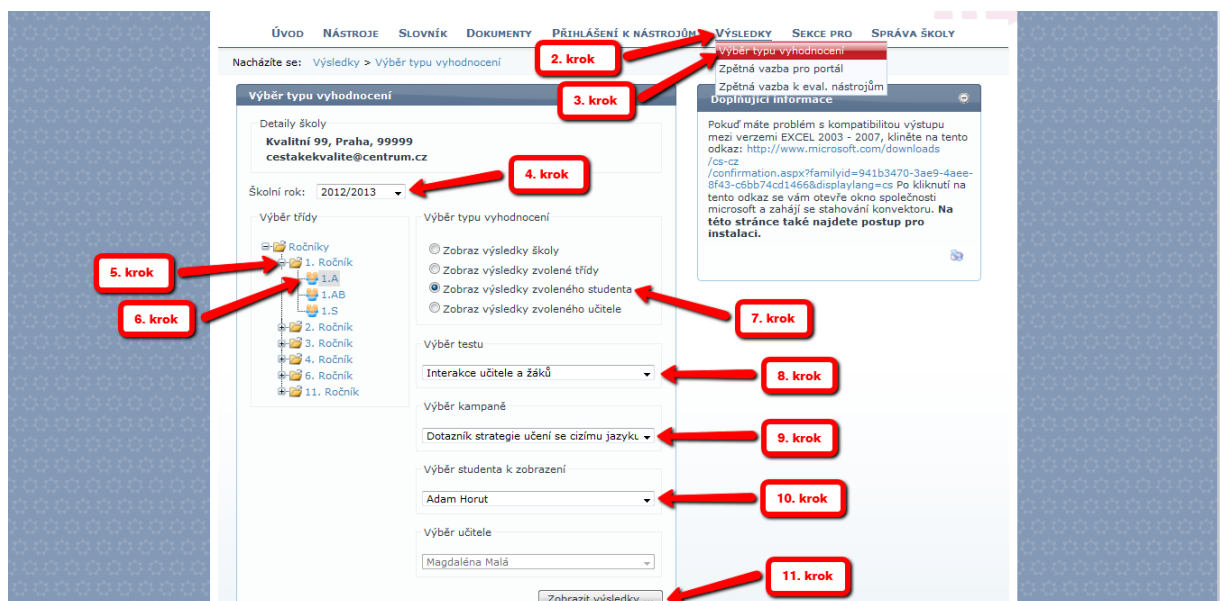 Úvod Nástroje Slovník Dokumenty Přihlášení k nástrojům Výsledky Sekce pro Správa školy
2. krok
Výběr typu vyhodnocení
Zpětná vazba pro portál
Zpětná vazba k eval. nástrojům
3. krok
Nacházíte se: Výsledky > Výběr typu vyhodnocení
Výběr typu vyhodnocení
Detaily školy
Kvalitní 99, Praha, 99999
cestakekvalite@centrum.cz
4. krok
Školní rok: 2012/2013
Výběr třídy
Ročníky
5. krok
1. Ročník
6. krok
1.A
1.AB
1.S
2. Ročník
3. Ročník
4. Ročník
6. Ročník
11. Ročník
Výběr typu vyhodnocení
Zobraz výsledky školy
Zobraz výsledky zvolené třídy
Zobraz výsledky zvoleného studenta
Zobraz výsledky zvoleného učitele
7. krok
Výběr testu
Interakce učitele a žáků
8. krok
Výběr kampaně
Dotazník strategie učení se cizímu jazyku
9. krok
Výběr studenta k zobrazení
Adam Horut
10. krok
Výběr učitele
Magdaléna Malá
11. krok
Zobrazit výsledky ...
Doplňující informace
Pokuď máte problém s kompatibilitou výstupu
mezi verzemi EXCEL 2003 - 2007, kliněte na tento
odkaz: http://www.microsoft.com/downloads
/cs-cz
/confirmation.aspx?familyid=941b3470-3ae9-4aee-
8f43-c6bb74cd1466&displaylang=cs Po kliknutí na
tento odkaz se vám otevře okno společnosti
microsoft a zahájí se stahování konvektoru. Na
této stránce také najdete postup pro
instalaci.